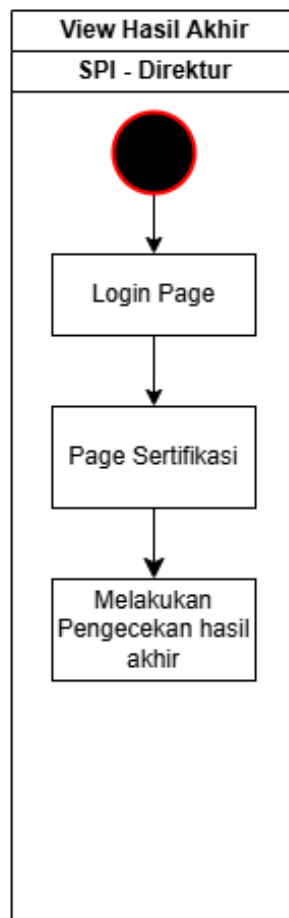 View Hasil Akhir
SPI - Direktur
Login Page
Page Sertifikasi
Melakukan
Pengecekan hasil
akhir